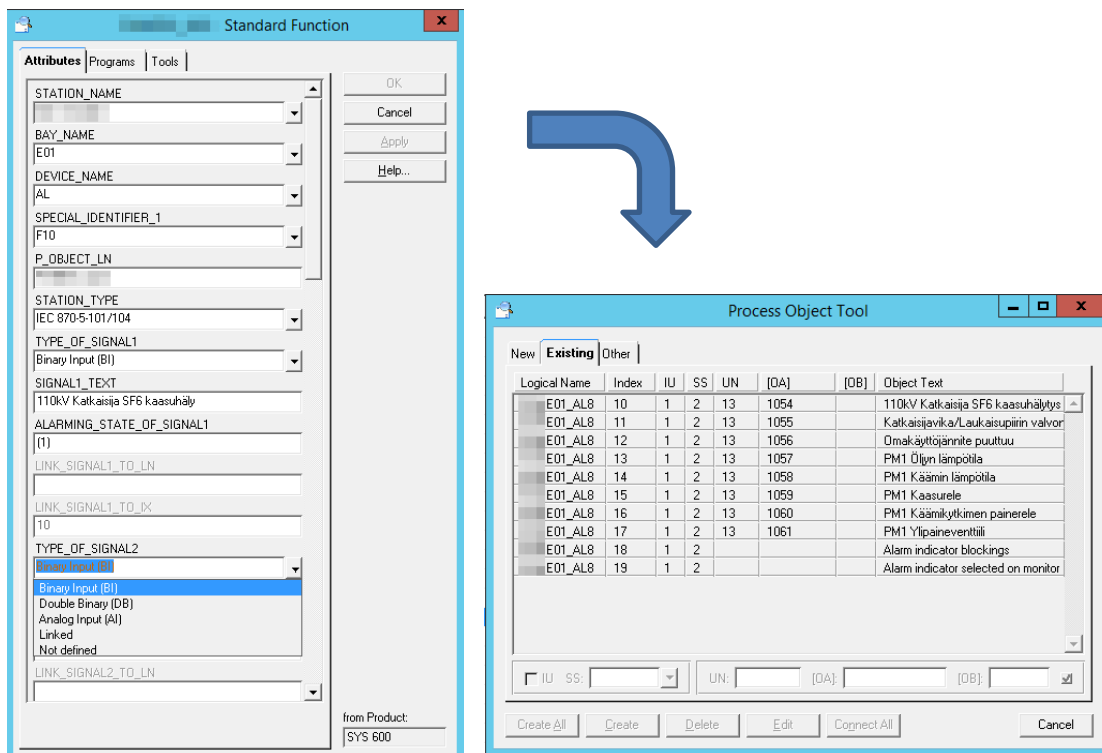 Standard Function
x
Attributes Programs Tools
STATION_NAME
BAY_NAME
E01
DEVICE_NAME
AL
SPECIAL_IDENTIFIER_1
F10
P_OBJECT_LN
STATION_TYPE
IEC 870-5-101/104
TYPE_OF_SIGNAL1
Binary Input (BI)
SIGNAL1_TEXT
110kV Katkaisija SF6 kaasuhäly
ALARMING_STATE_OF_SIGNAL1
(1)
LINK_SIGNAL1_TO_LN
LINK_SIGNAL1_TO_IX
10
TYPE_OF_SIGNAL2
Binary Input (BI)
Binary Input (BI)
Double Binary (DB)
Analog Input (AI)
Linked
Not defined
LINK_SIGNAL2_TO_LN
OK
Cancel
Apply
Help...
from Product:
SYS 600
Process Object Tool
x
New Existing Other
Logical Name Index IU SS UN [OA] [OB] Object Text
E01_AL8 10 1 2 13 1054 110kV Katkaisija SF6 kaasuhälytys
E01_AL8 11 1 2 13 1055 Katkaisijavika/Laukaisupiirin valvor
E01_AL8 12 1 2 13 1056 Omakäyttöjännite puuttuu
E01_AL8 13 1 2 13 1057 PM1 Öljyn lämpötila
E01_AL8 14 1 2 13 1058 PM1 Käämin lämpötila
E01_AL8 15 1 2 13 1059 PM1 Kaasurele
E01_AL8 16 1 2 13 1060 PM1 Käämikytkimen painerele
E01_AL8 17 1 2 13 1061 PM1 Ylipaineventtiili
E01_AL8 18 1 2 Alarm indicator blockings
E01_AL8 19 1 2 Alarm indicator selected on monitor
IU SS: UN: [OA]: [OB]:
Create All Create Delete Edit Connect All Cancel